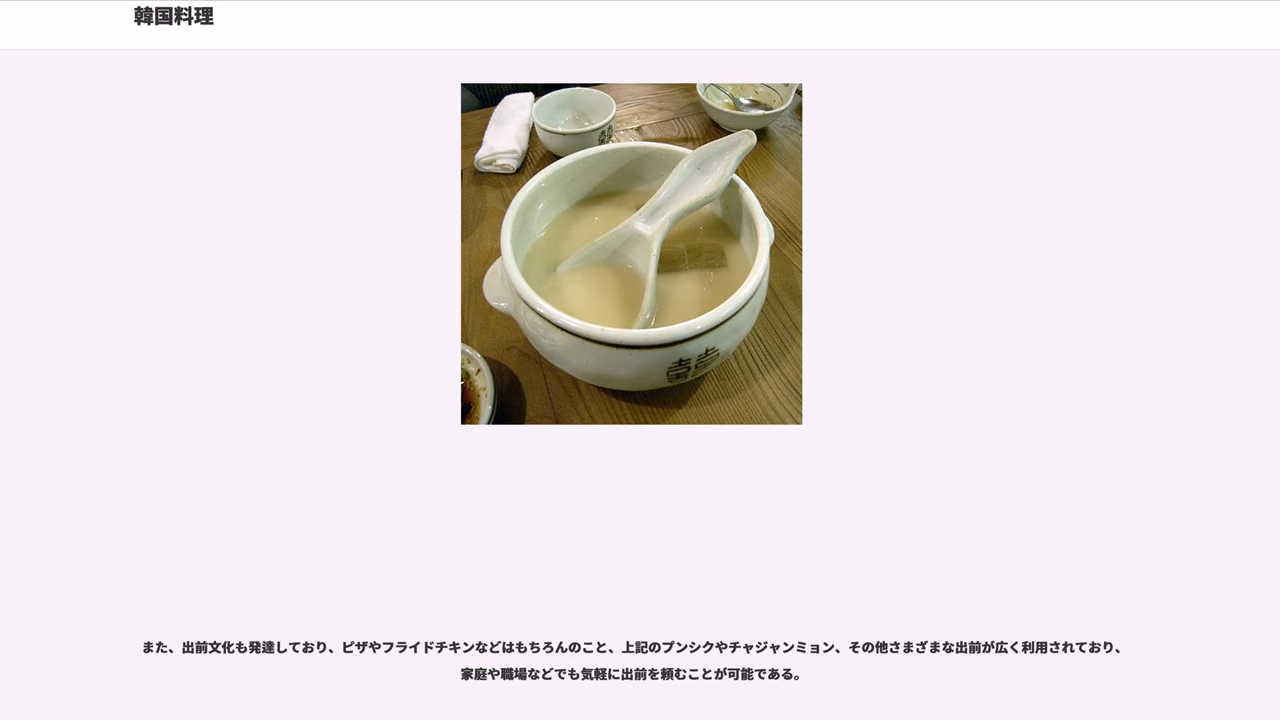 韓国料理
囍
また、出前文化も発達しており、ピザやフライドチキンなどはもちろんのこと、上記のプンシクやチャジャンミョン、その他さまざまな出前が広く利用されており、
家庭や職場などでも気軽に出前を頼むことが可能である。